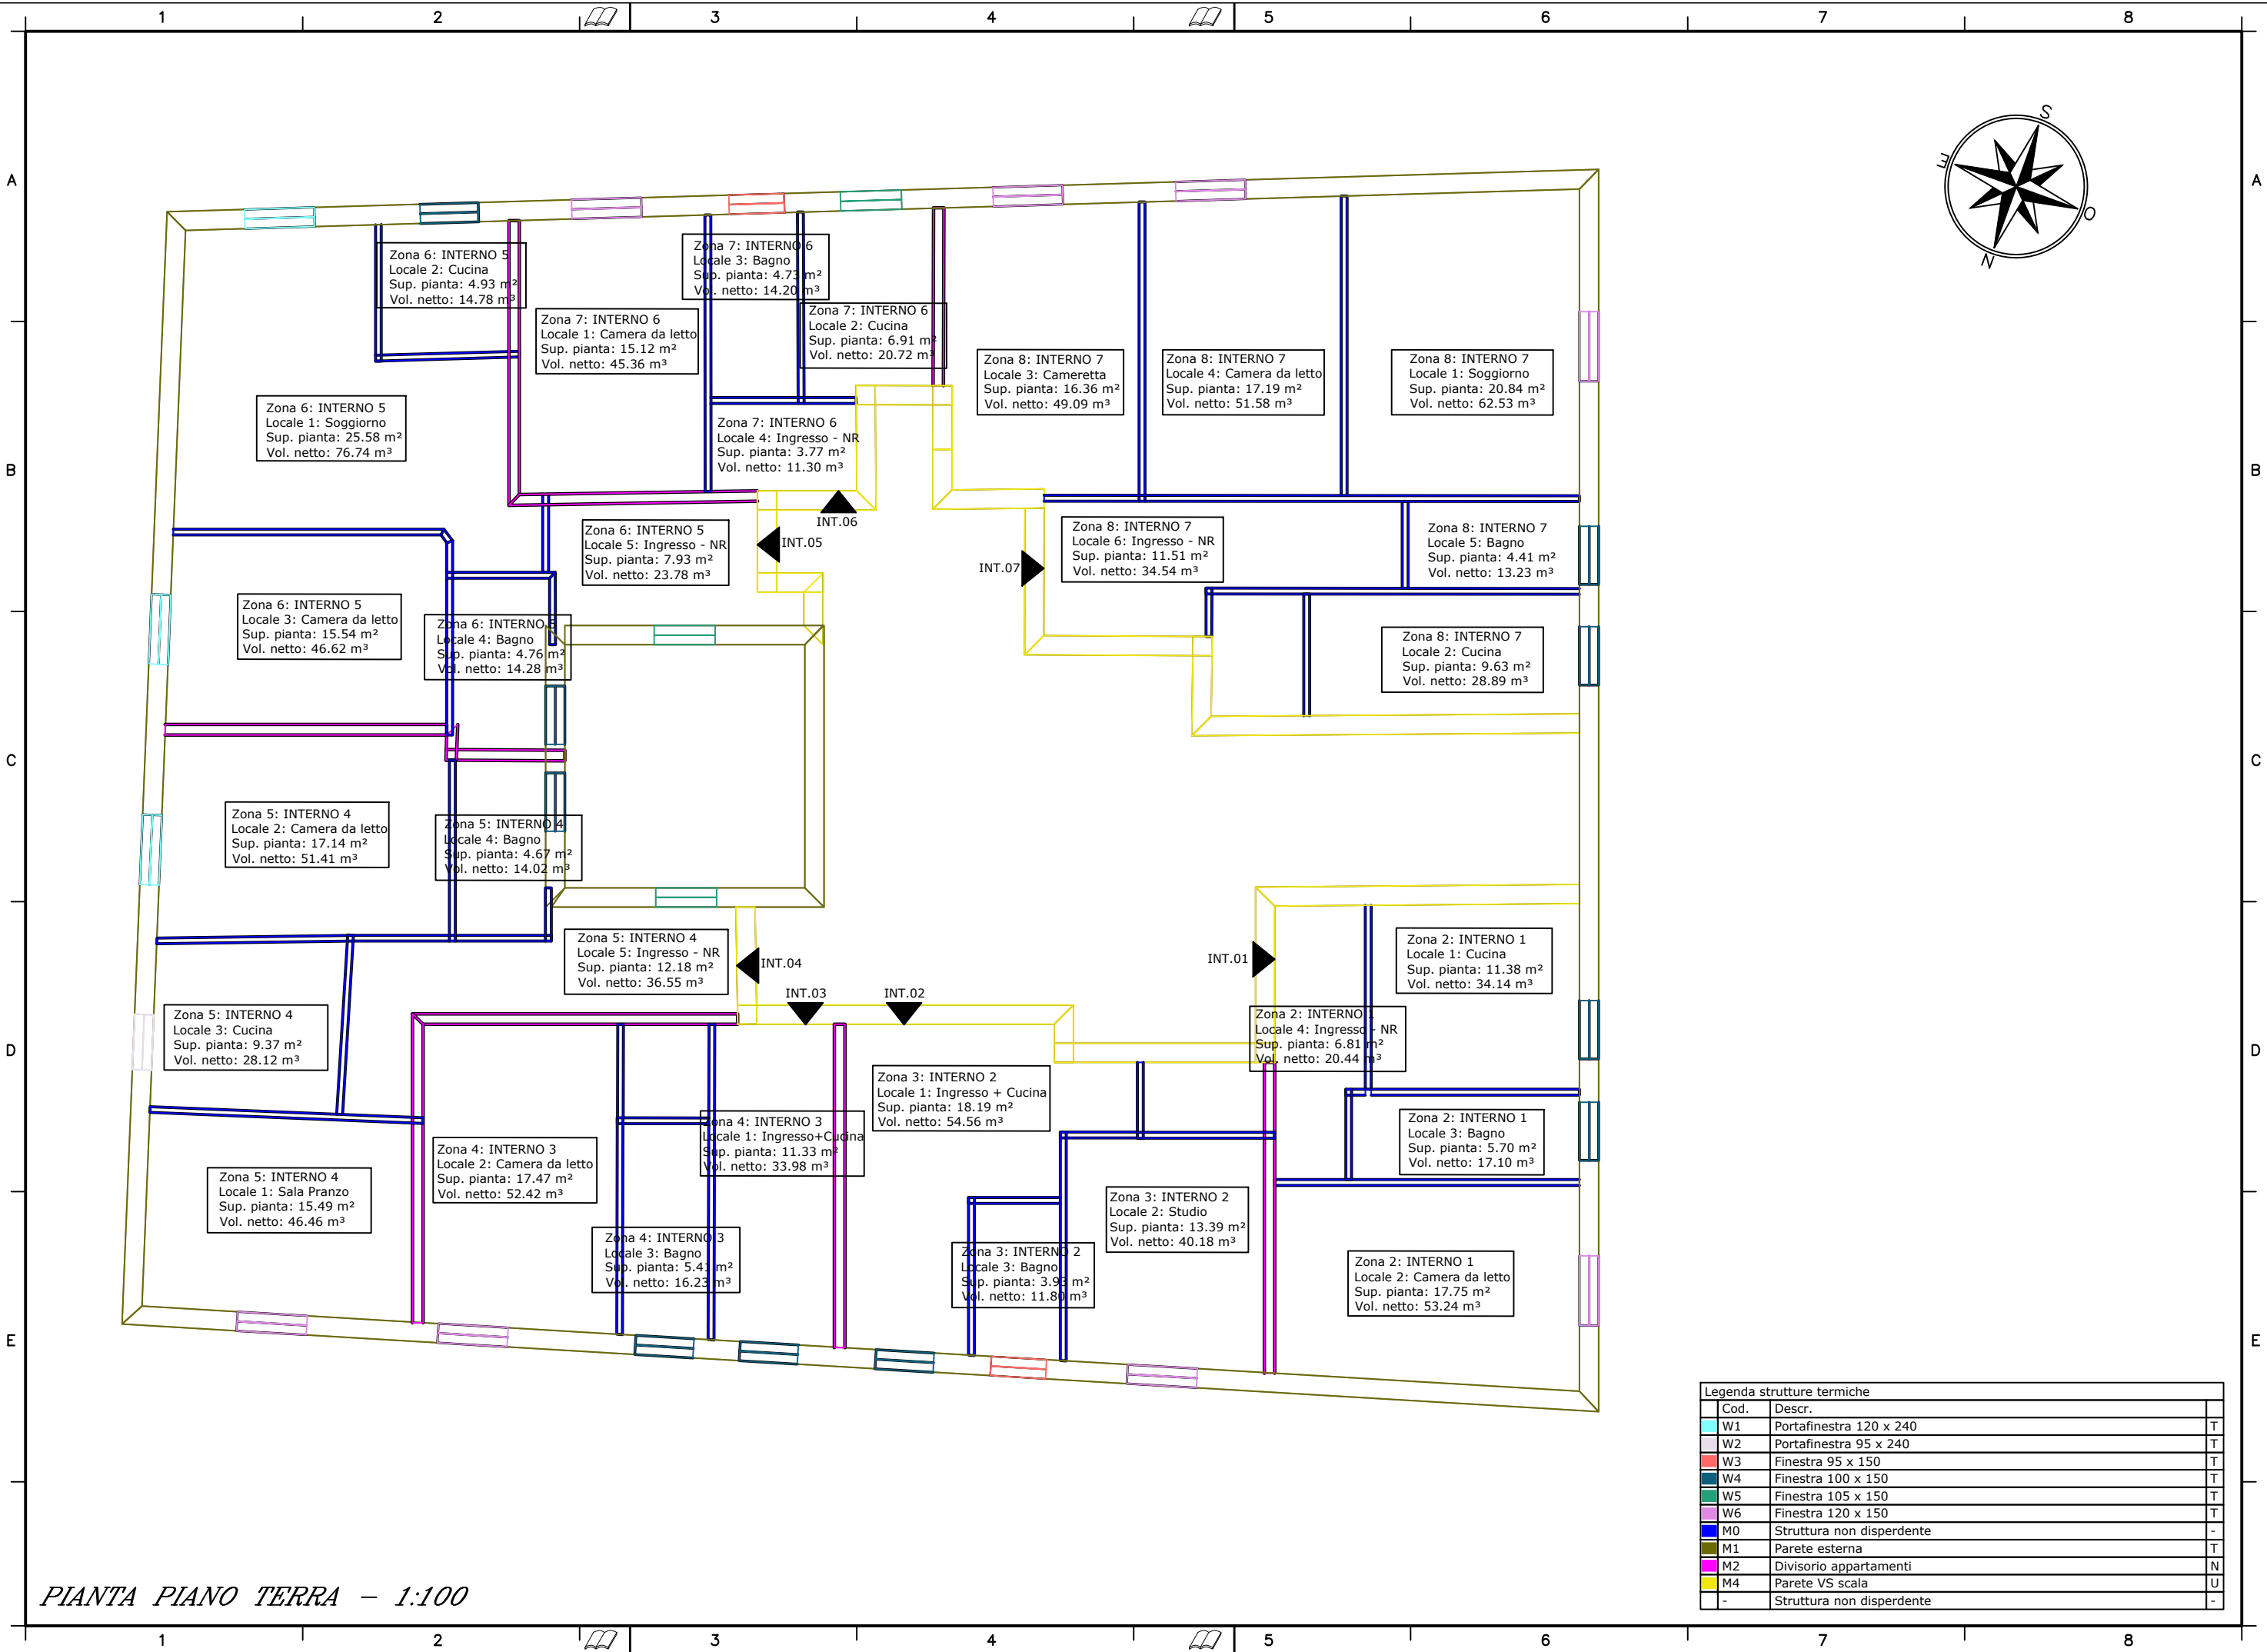 1 2 3 4 5 6 7 8
A A
S
E
O
N
Zona 6: INTERNO 5
Locale 2: Cucina
Sup. pianta: 4.93 m²
Vol. netto: 14.78 m³
Zona 7: INTERNO 6
Locale 3: Bagno
Sup. pianta: 4.73 m²
Vol. netto: 14.20 m³
Zona 7: INTERNO 6
Locale 1: Camera da letto
Sup. pianta: 15.12 m²
Vol. netto: 45.36 m³
Zona 7: INTERNO 6
Locale 2: Cucina
Sup. pianta: 6.91 m²
Vol. netto: 20.72 m³
Zona 8: INTERNO 7
Locale 3: Cameretta
Sup. pianta: 16.36 m²
Vol. netto: 49.09 m³
Zona 8: INTERNO 7
Locale 4: Camera da letto
Sup. pianta: 17.19 m²
Vol. netto: 51.58 m³
Zona 8: INTERNO 7
Locale 1: Soggiorno
Sup. pianta: 20.84 m²
Vol. netto: 62.53 m³
Zona 6: INTERNO 5
Locale 1: Soggiorno
Sup. pianta: 25.58 m²
Vol. netto: 76.74 m³
Zona 7: INTERNO 6
Locale 4: Ingresso - NR
Sup. pianta: 3.77 m²
Vol. netto: 11.30 m³
B B
INT.06
INT.05
INT.07
Zona 6: INTERNO 5
Locale 5: Ingresso - NR
Sup. pianta: 7.93 m²
Vol. netto: 23.78 m³
Zona 8: INTERNO 7
Locale 6: Ingresso - NR
Sup. pianta: 11.51 m²
Vol. netto: 34.54 m³
Zona 8: INTERNO 7
Locale 5: Bagno
Sup. pianta: 4.41 m²
Vol. netto: 13.23 m³
Zona 6: INTERNO 5
Locale 3: Camera da letto
Sup. pianta: 15.54 m²
Vol. netto: 46.62 m³
Zona 6: INTERNO 5
Locale 4: Bagno
Sup. pianta: 4.76 m²
Vol. netto: 14.28 m³
Zona 8: INTERNO 7
Locale 2: Cucina
Sup. pianta: 9.63 m²
Vol. netto: 28.89 m³
C C
Zona 5: INTERNO 4
Locale 2: Camera da letto
Sup. pianta: 17.14 m²
Vol. netto: 51.41 m³
Zona 5: INTERNO 4
Locale 4: Bagno
Sup. pianta: 4.67 m²
Vol. netto: 14.02 m³
Zona 5: INTERNO 4
Locale 5: Ingresso - NR
Sup. pianta: 12.18 m²
Vol. netto: 36.55 m³
INT.04
INT.03
INT.02
INT.01
Zona 2: INTERNO 1
Locale 1: Cucina
Sup. pianta: 11.38 m²
Vol. netto: 34.14 m³
Zona 5: INTERNO 4
Locale 3: Cucina
Sup. pianta: 9.37 m²
Vol. netto: 28.12 m³
Zona 2: INTERNO 1
Locale 4: Ingresso - NR
Sup. pianta: 6.81 m²
Vol. netto: 20.44 m³
D D
Zona 3: INTERNO 2
Locale 1: Ingresso + Cucina
Sup. pianta: 18.19 m²
Vol. netto: 54.56 m³
Zona 4: INTERNO 3
Locale 1: Ingresso+Cucina
Sup. pianta: 11.33 m²
Vol. netto: 33.98 m³
Zona 2: INTERNO 1
Locale 3: Bagno
Sup. pianta: 5.70 m²
Vol. netto: 17.10 m³
Zona 4: INTERNO 3
Locale 2: Camera da letto
Sup. pianta: 17.47 m²
Vol. netto: 52.42 m³
Zona 5: INTERNO 4
Locale 1: Sala Pranzo
Sup. pianta: 15.49 m²
Vol. netto: 46.46 m³
Zona 3: INTERNO 2
Locale 2: Studio
Sup. pianta: 13.39 m²
Vol. netto: 40.18 m³
Zona 4: INTERNO 3
Locale 3: Bagno
Sup. pianta: 5.41 m²
Vol. netto: 16.23 m³
Zona 3: INTERNO 2
Locale 3: Bagno
Sup. pianta: 3.93 m²
Vol. netto: 11.80 m³
Zona 2: INTERNO 1
Locale 2: Camera da letto
Sup. pianta: 17.75 m²
Vol. netto: 53.24 m³
E E
Legenda strutture termiche
Cod. Descr.
W1 Portafinestra 120 x 240 T
W2 Portafinestra 95 x 240 T
W3 Finestra 95 x 150 T
W4 Finestra 100 x 150 T
W5 Finestra 105 x 150 T
W6 Finestra 120 x 150 T
M0 Struttura non disperdente -
M1 Parete esterna T
M2 Divisorio appartamenti N
M4 Parete VS scala U
- Struttura non disperdente -
PIANTA PIANO TERRA – 1:100
1 2 3 4 5 6 7 8